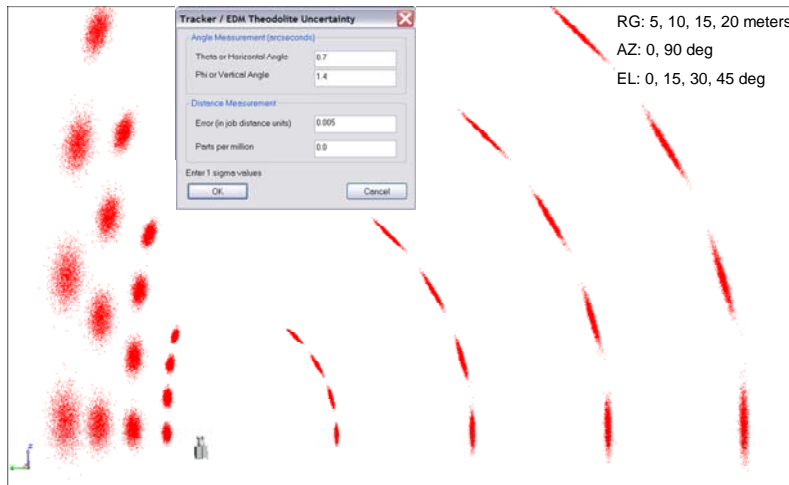 Tracker / EDM Theodolite Uncertainty
Angle Measurement (arcseconds)
Theta or Horizontal Angle 0.7
Phi or Vertical Angle 1.4
Distance Measurement
Error (in job distance units) 0.005
Parts per million 0.0
Enter 1 sigma values
OK Cancel
RG: 5, 10, 15, 20 meters
AZ: 0, 90 deg
EL: 0, 15, 30, 45 deg